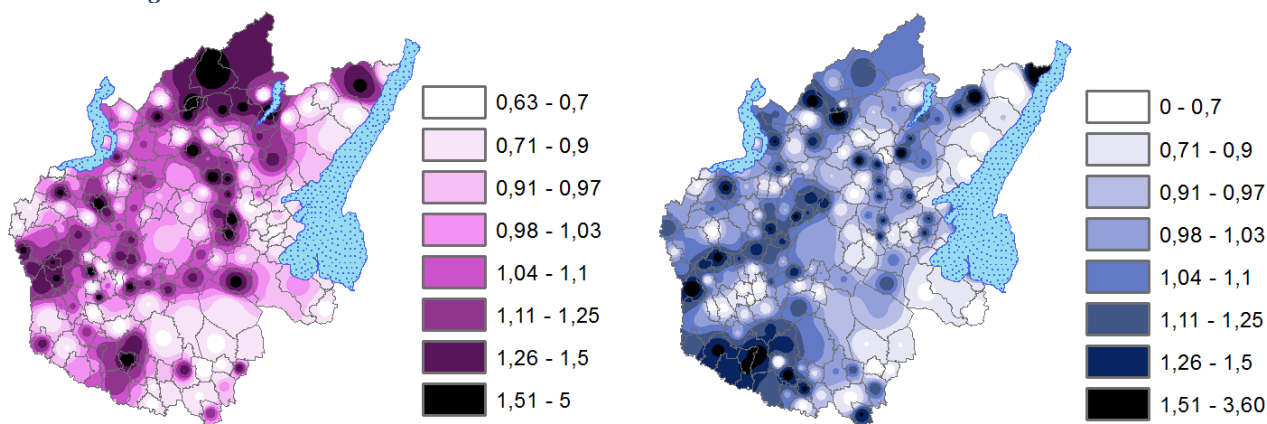 0,63 - 0,7
0,71 - 0,9
0,91 - 0,97
0,98 - 1,03
1,04 - 1,1
1,11 - 1,25
1,26 - 1,5
1,51 - 5
0 - 0,7
0,71 - 0,9
0,91 - 0,97
0,98 - 1,03
1,04 - 1,1
1,11 - 1,25
1,26 - 1,5
1,51 - 3,60